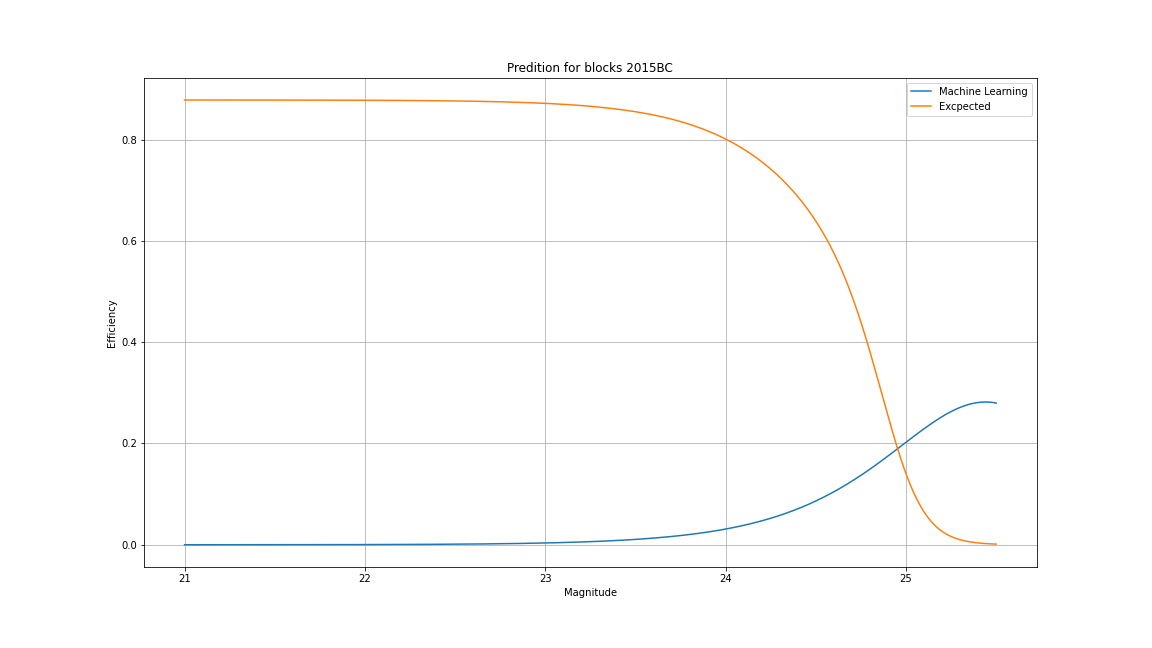 Predition for blocks 2015BC
Machine Learning
Excpected
0.8
0.6
0.4
0.2
0.0
Efficiency
21
22
23
24
25
Magnitude